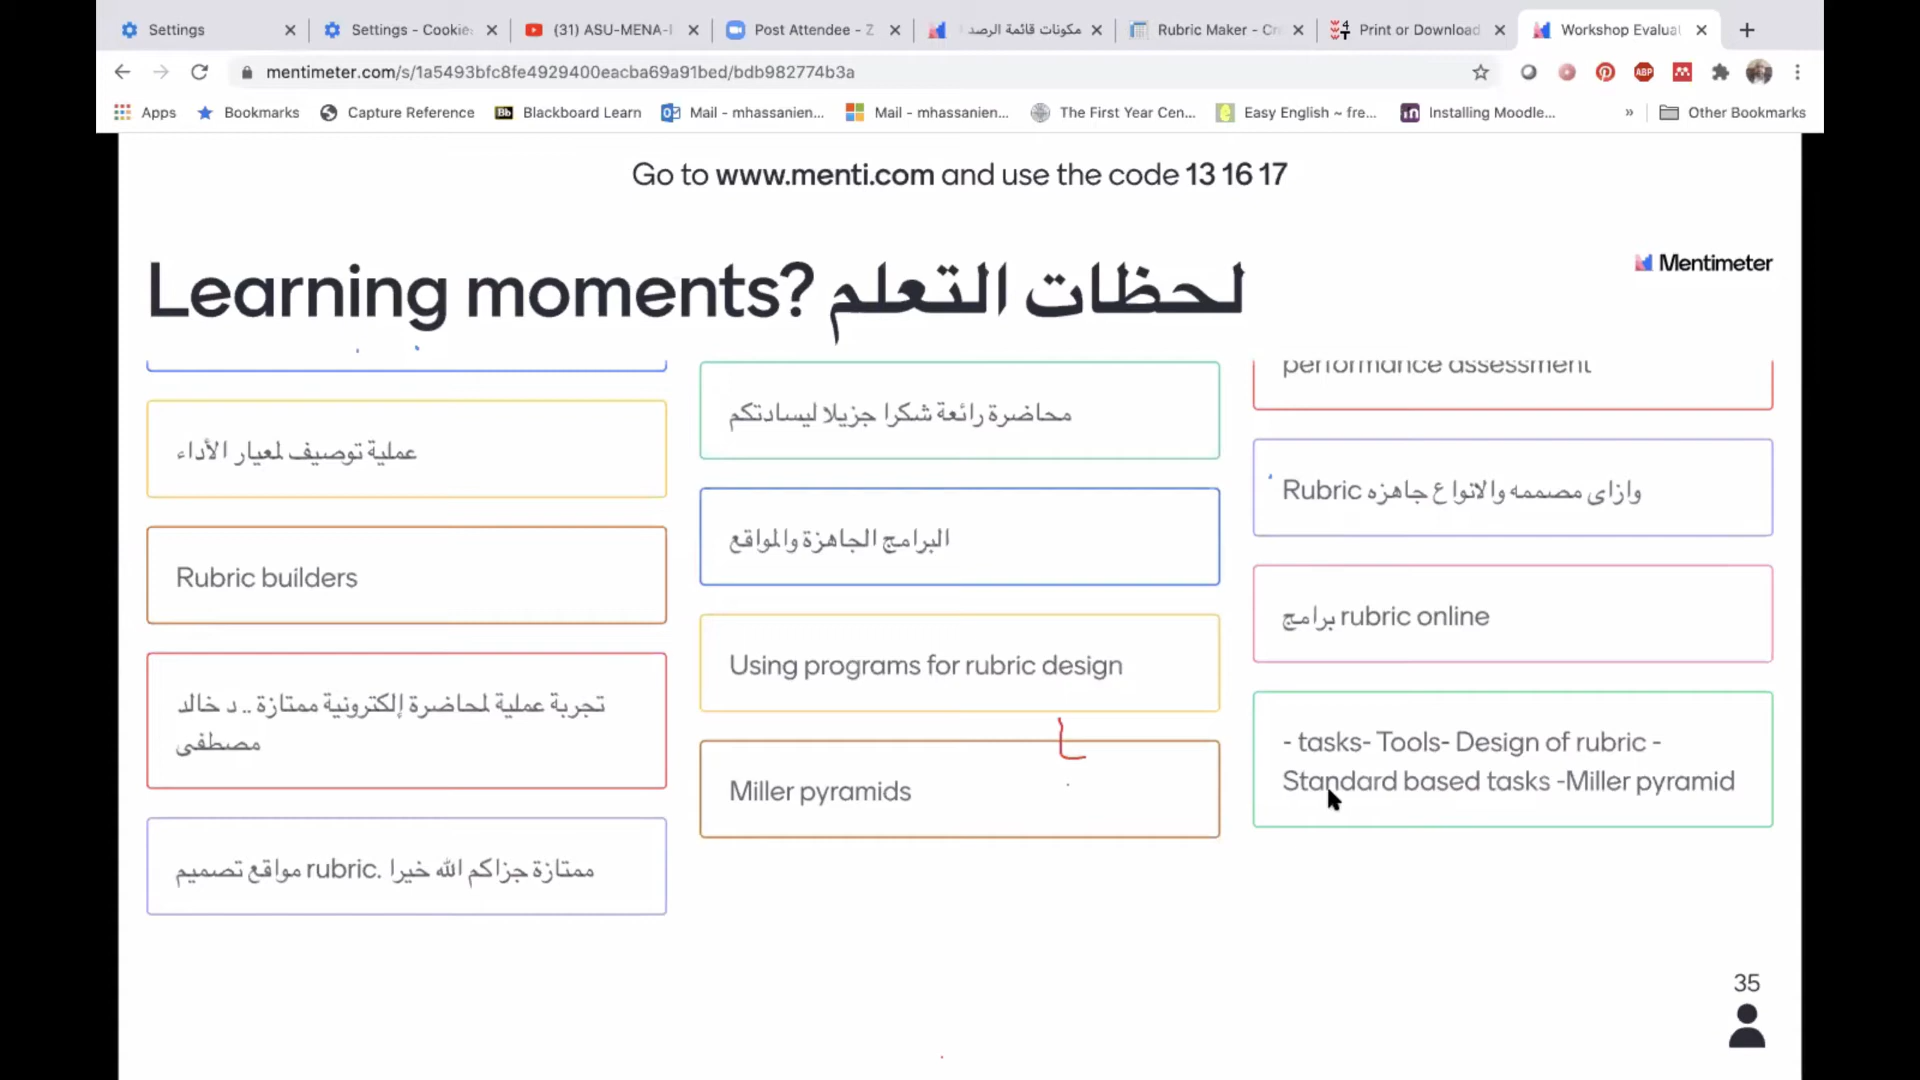 Settings
Settings - Cookie
(31) ASU-MENA-
Post Attendee - Z
مكونات قائمة الرصد
Rubric Maker - Cr
Print or Download
Workshop Evaluat
mentimeter.com/s/1a5493bfc8fe4929400eacba69a91bed/bdb982774b3a
Apps
Bookmarks
Capture Reference
Bb Blackboard Learn
Mail - mhassanien...
Mail - mhassanien...
The First Year Cen...
Easy English ~ fre...
Installing Moodle...
»
Other Bookmarks
Go to www.menti.com and use the code 13 16 17
Learning moments? لحظات التعلم
Mentimeter
عملية توصيف لمعيار الأداء
Rubric builders
تجربة عملية لمحاضرة إلكترونية ممتازة .. د خالد
مصطفى
مواقع تصميم rubric. ممتازة جزاكم الله خيرا
محاضرة رائعة شكرا جزيلا ليسادتكم
البرامج الجاهزة والمواقع
Using programs for rubric design
Miller pyramids
performance assessment
Rubric وازاى مصممه والانواع جاهزه
برامج rubric online
- tasks- Tools- Design of rubric -
Standard based tasks -Miller pyramid
35